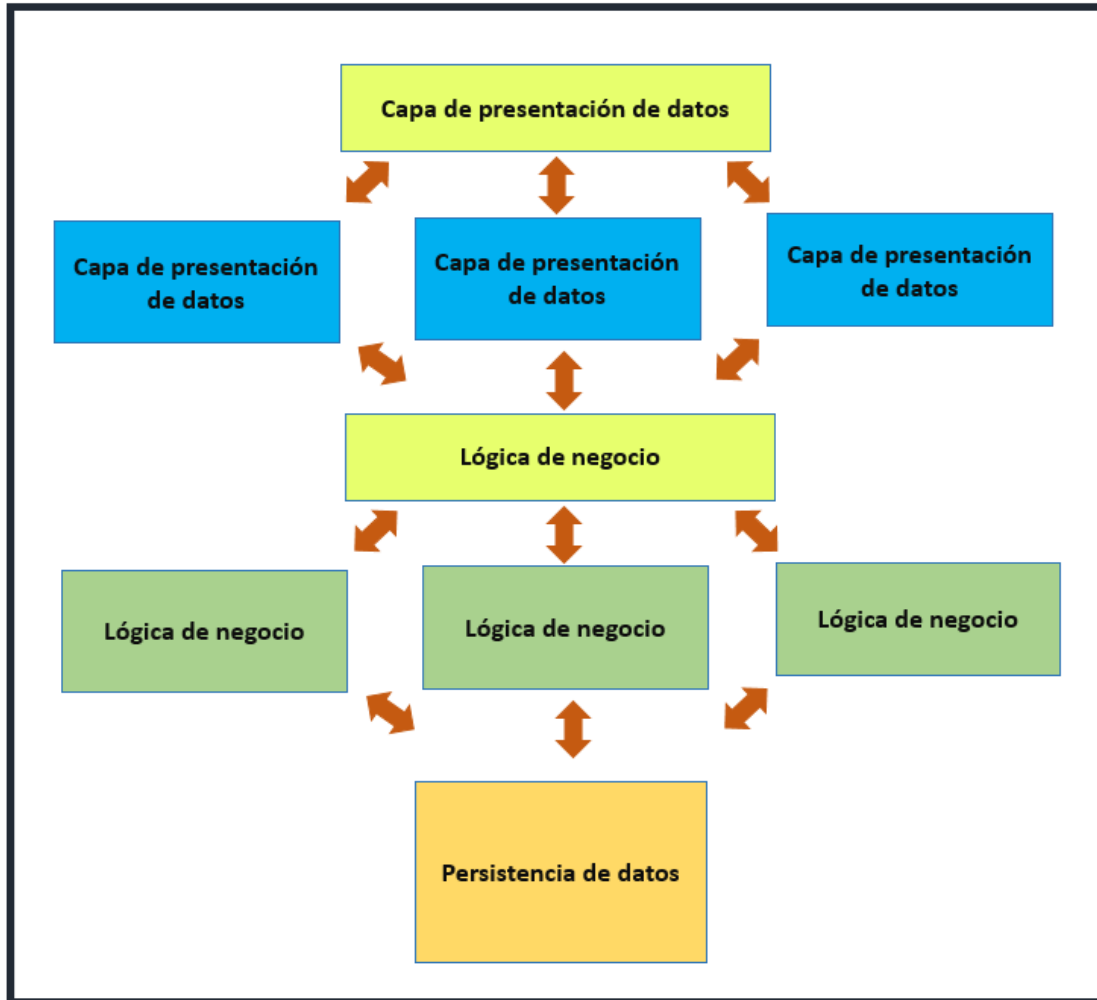 Capa de presentación de datos
Capa de presentación
de datos
Capa de presentación
de datos
Capa de presentación
de datos
Lógica de negocio
Lógica de negocio
Lógica de negocio
Lógica de negocio
Persistencia de datos